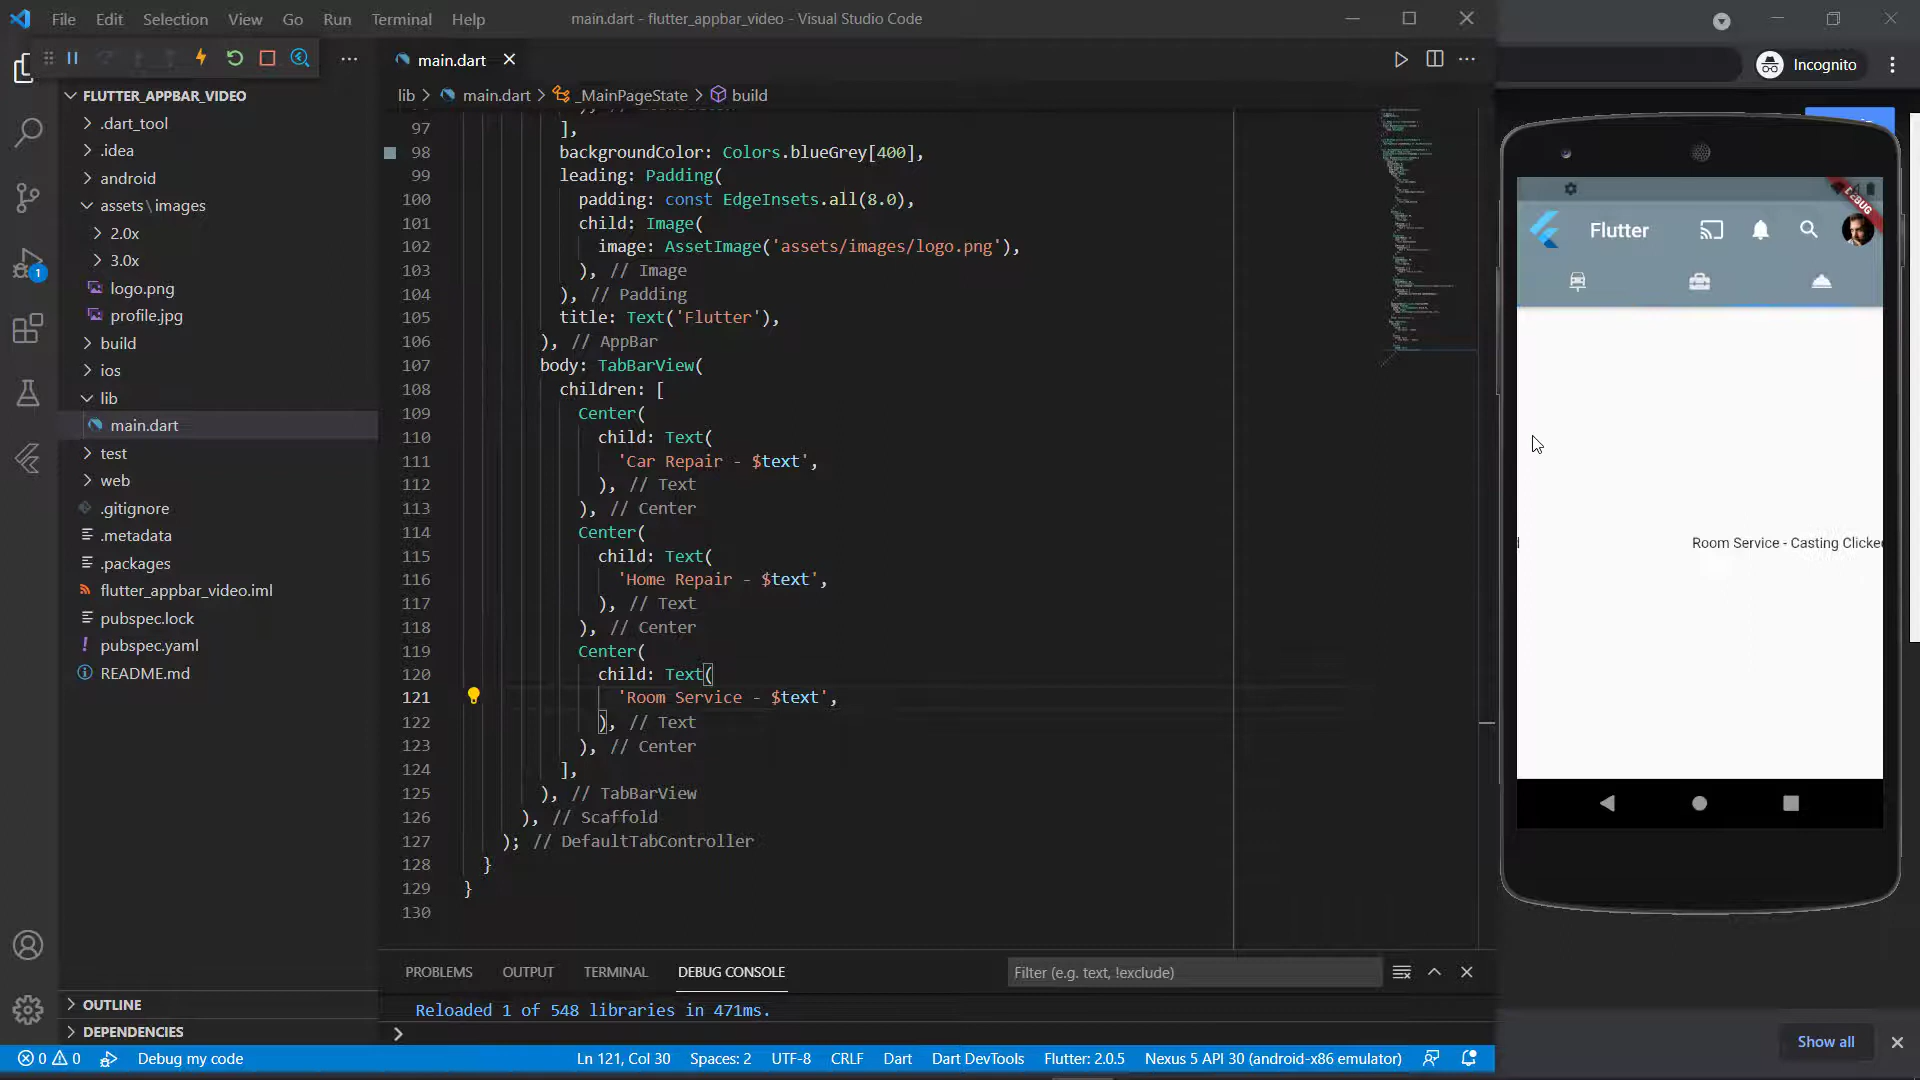 File Edit Selection View Go Run Terminal Help
main.dart - flutter_appbar_video - Visual Studio Code
Incognito
main.dart
lib > main.dart > _MainPageState > build
FLUTTER_APPBAR_VIDEO
.dart_tool
.idea
android
assets\images
2.0x
3.0x
logo.png
profile.jpg
build
ios
lib
main.dart
test
web
.gitignore
.metadata
.packages
flutter_appbar_video.iml
pubspec.lock
pubspec.yaml
README.md
OUTLINE
DEPENDENCIES
1
97 ],
98 backgroundColor: Colors.blueGrey[400],
99 leading: Padding(
100 padding: const EdgeInsets.all(8.0),
101 child: Image(
102 image: AssetImage('assets/images/logo.png'),
103 ), // Image
104 ), // Padding
105 title: Text('Flutter'),
106 ), // AppBar
107 body: TabBarView(
108 children: [
109 Center(
110 child: Text(
111 'Car Repair - $text',
112 ), // Text
113 ), // Center
114 Center(
115 child: Text(
116 'Home Repair - $text',
117 ), // Text
118 ), // Center
119 Center(
120 child: Text(
121 'Room Service - $text',
122 ), // Text
123 ), // Center
124 ],
125 ), // TabBarView
126 ), // Scaffold
127 ); // DefaultTabController
128 }
129 }
130
DEBUG
Flutter
Room Service - Casting Clicked
PROBLEMS OUTPUT TERMINAL DEBUG CONSOLE
Filter (e.g. text, !exclude)
Reloaded 1 of 548 libraries in 471ms.
>
0 0 Debug my code
Ln 121, Col 30 Spaces: 2 UTF-8 CRLF Dart Dart DevTools Flutter: 2.0.5 Nexus 5 API 30 (android-x86 emulator)
Show all